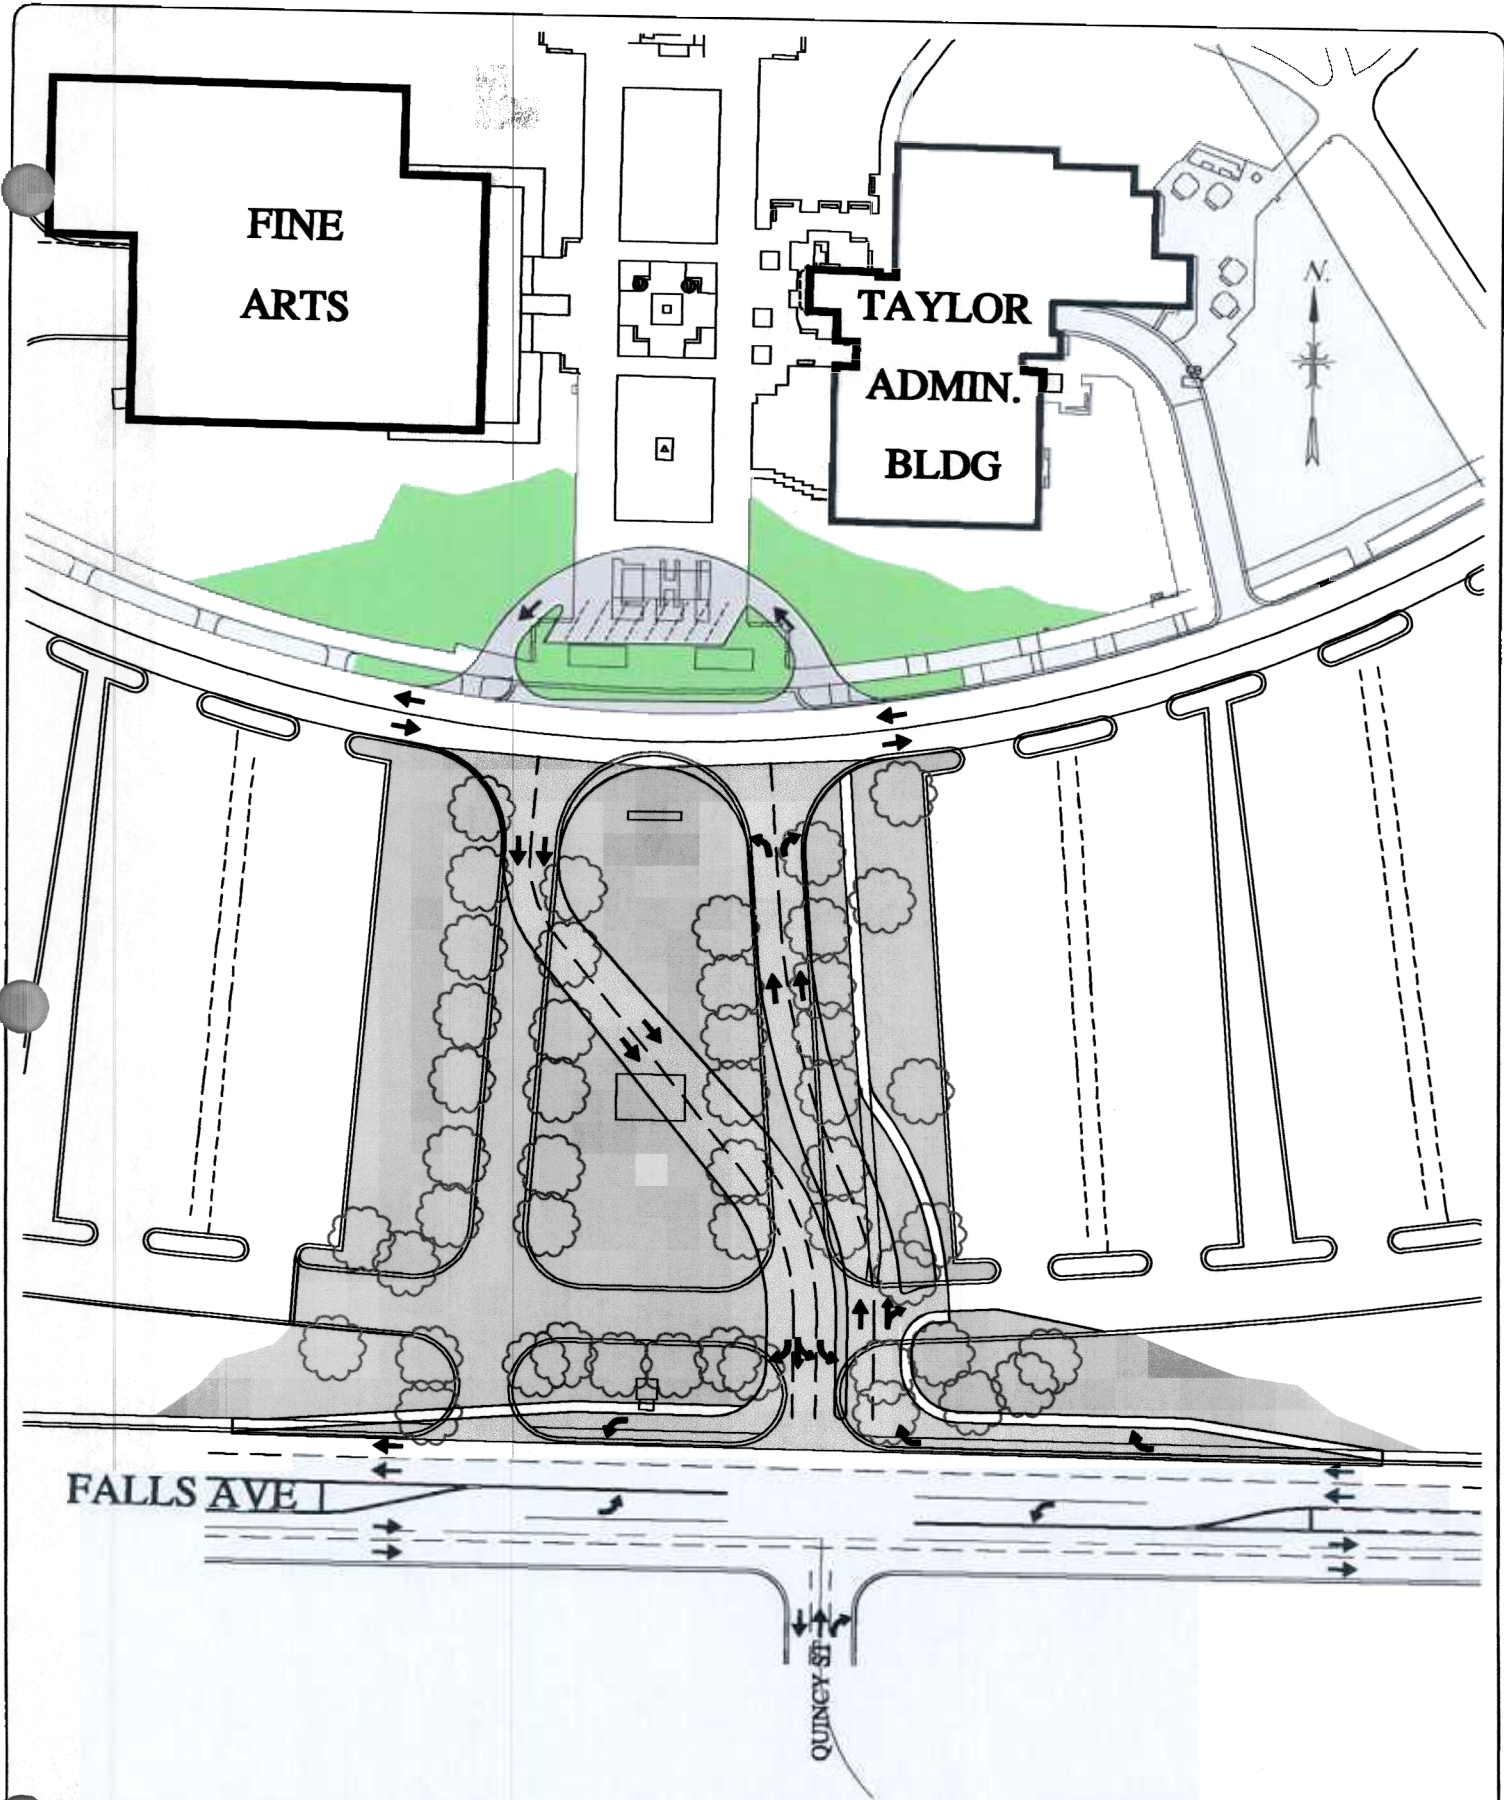 FINE
ARTS
TAYLOR
ADMIN.
BLDG
N.
FALLS AVE
QUINCY ST